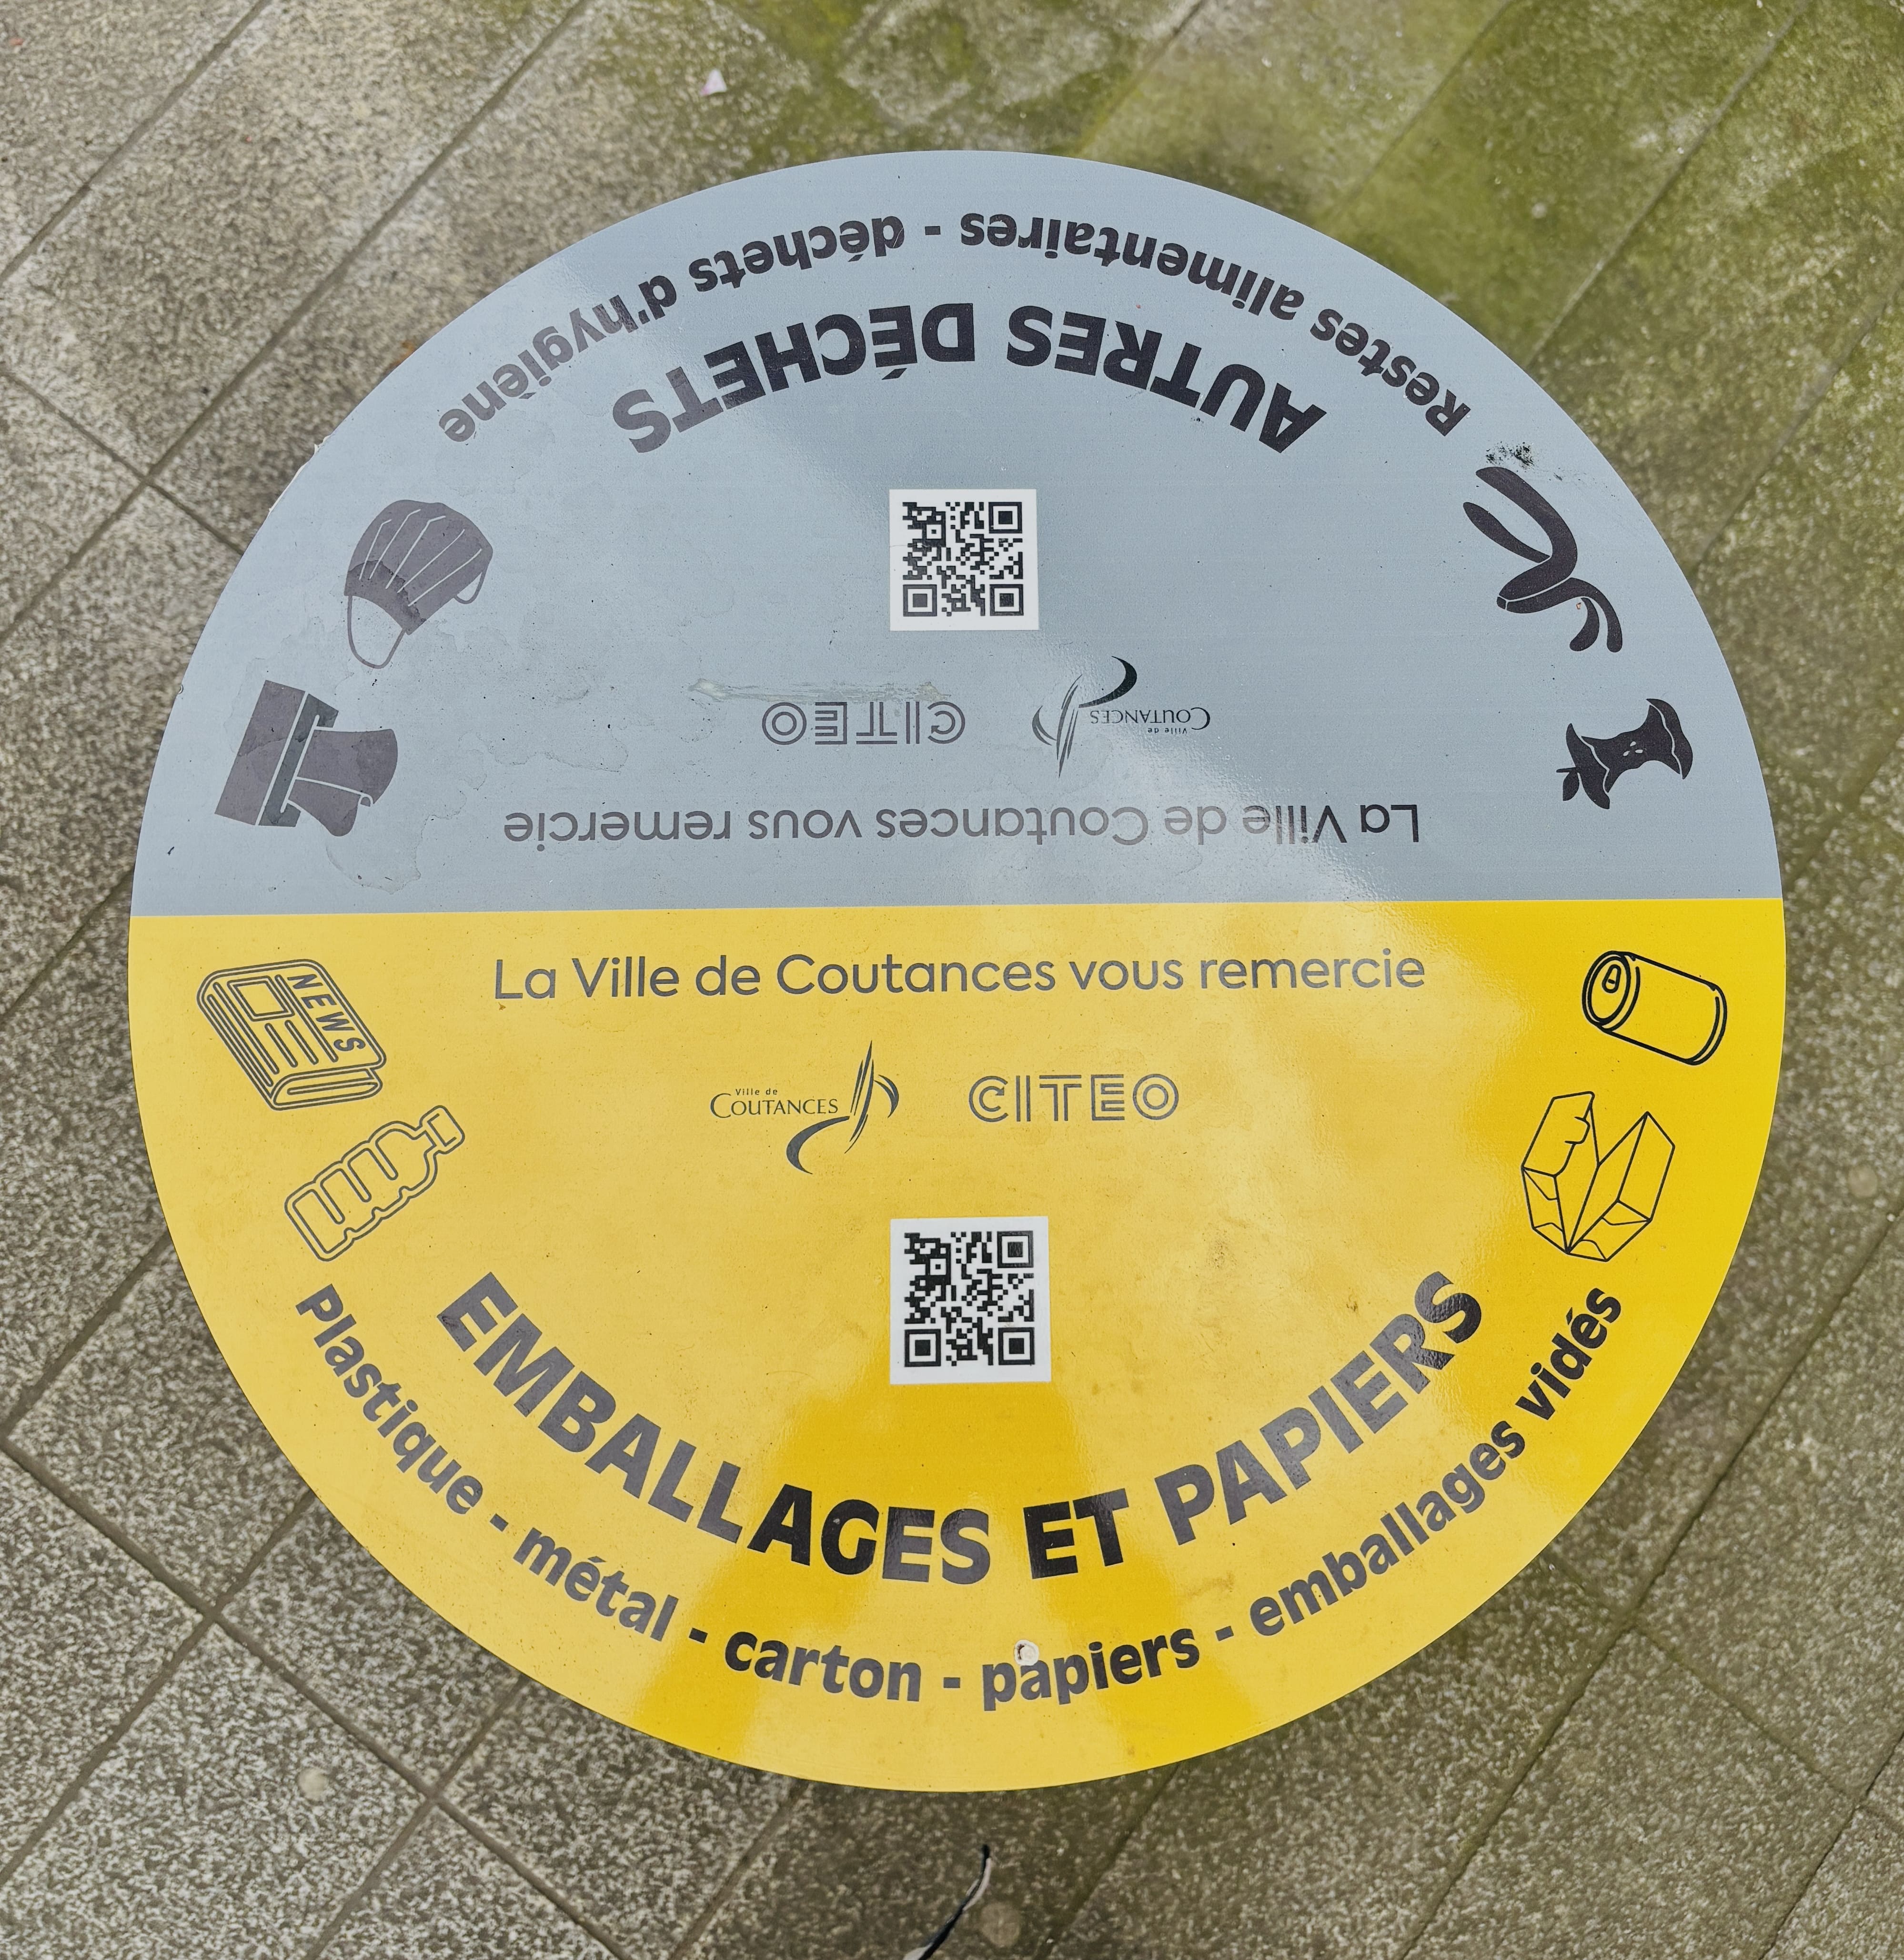 Restes alimentaires - déchets d'hygiène
AUTRES DÉCHETS
Ville de
COUTANCES
CITEO
La Ville de Coutances vous remercie
La Ville de Coutances vous remercie
NEWS
Ville de
COUTANCES
CITEO
EMBALLAGES ET PAPIERS
Plastique - métal - carton - papiers - emballages vidés